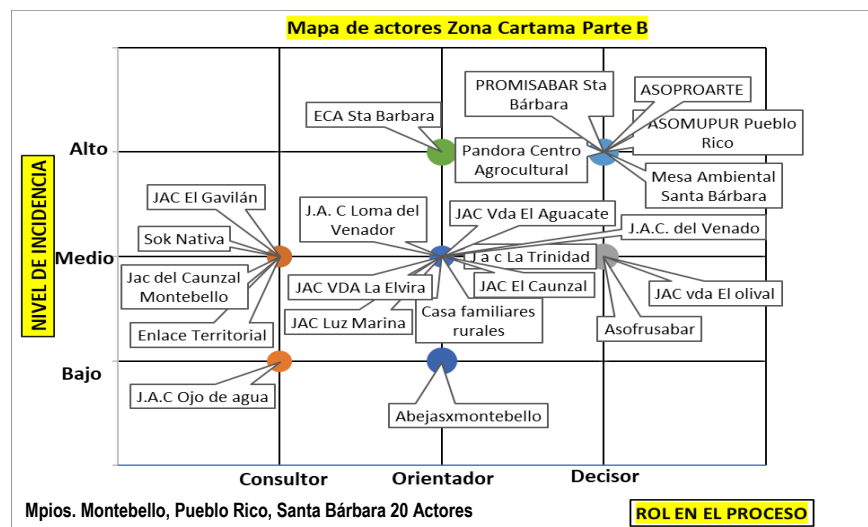 Mapa de actores Zona Cartama Parte B
PROMISABAR Sta
Bárbara
ASOPROARTE
ECA Sta Barbara
ASOMUPUR Pueblo
Rico
Alto
Pandora Centro
Agrocultural
Mesa Ambiental
Santa Bárbara
JAC El Gavilán
J.A. C Loma del
Venador
JAC Vda El Aguacate
J.A.C. del Venado
Sok Nativa
NIVEL DE INCIDENCIA
Medio
J a c La Trinidad
Jac del Caunzal
Montebello
JAC VDA La Elvira
JAC El Caunzal
JAC vda El olival
Enlace Territorial
JAC Luz Marina
Casa familiares
rurales
Asofrusabar
Bajo
J.A.C Ojo de agua
Abejasxmontebello
Consultor
Orientador
Decisor
Mpios. Montebello, Pueblo Rico, Santa Bárbara 20 Actores
ROL EN EL PROCESO